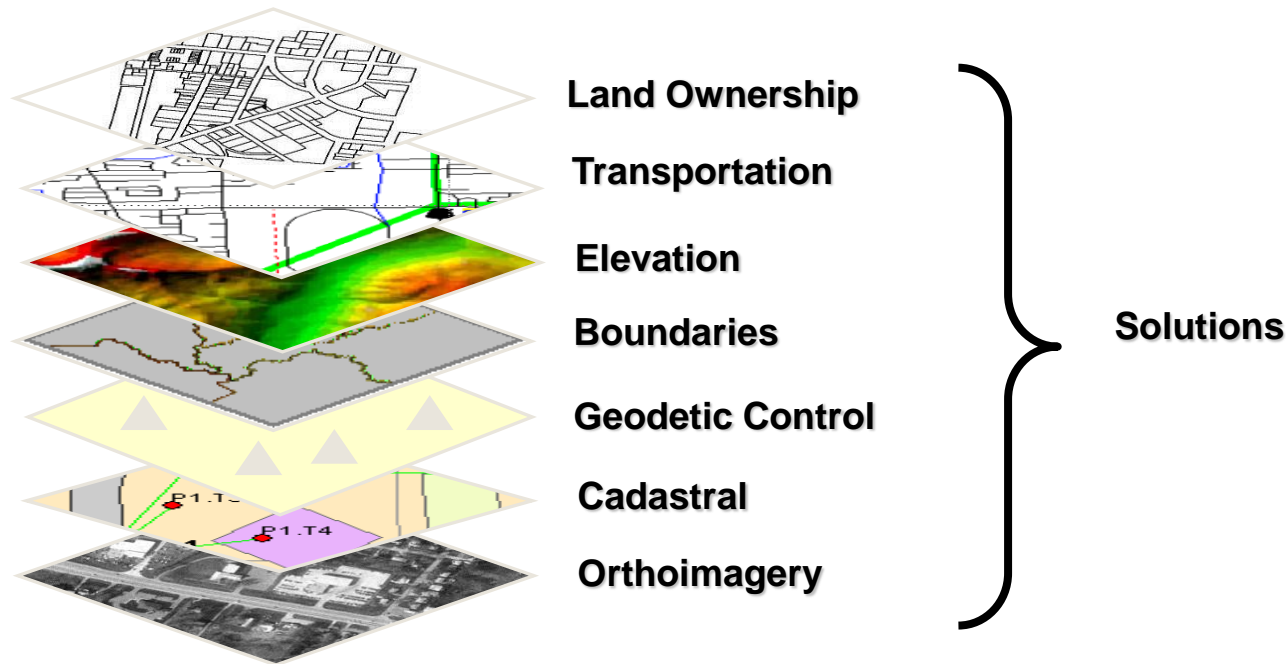 Land Ownership
Transportation
Elevation
Boundaries
Solutions
Geodetic Control
Cadastral
P1.T4
Orthoimagery